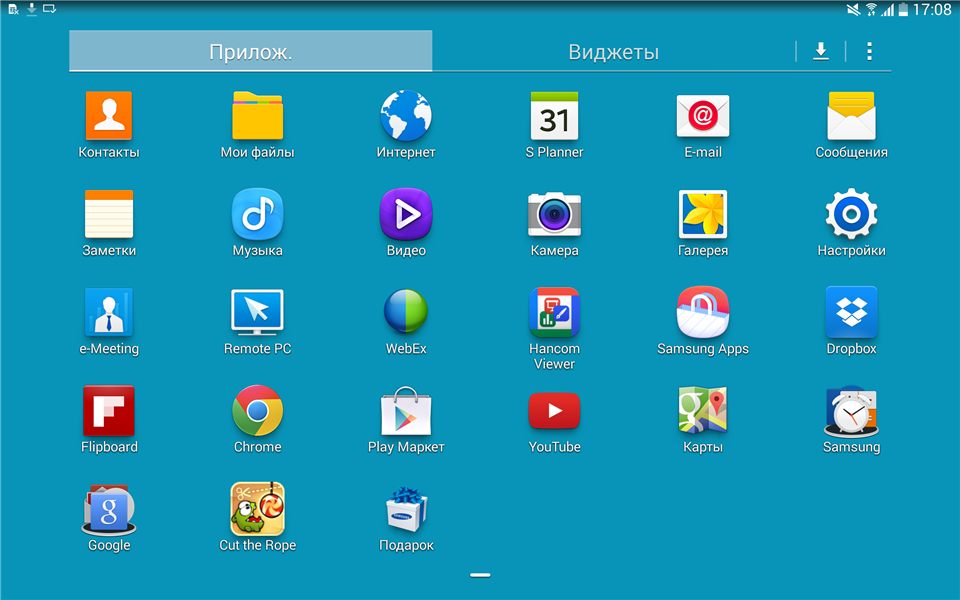 17:08
Прилож.
Виджеты
Контакты
Мои файлы
Интернет
31
S Planner
@
E-mail
Сообщения
Заметки
Музыка
Видео
Камера
Галерея
Настройки
e-Meeting
Remote PC
WebEx
Hancom
Viewer
Samsung Apps
Dropbox
Flipboard
Chrome
Play Маркет
YouTube
g
Карты
Samsung
g
Google
Cut the Rope
SAMSUNG
Подарок